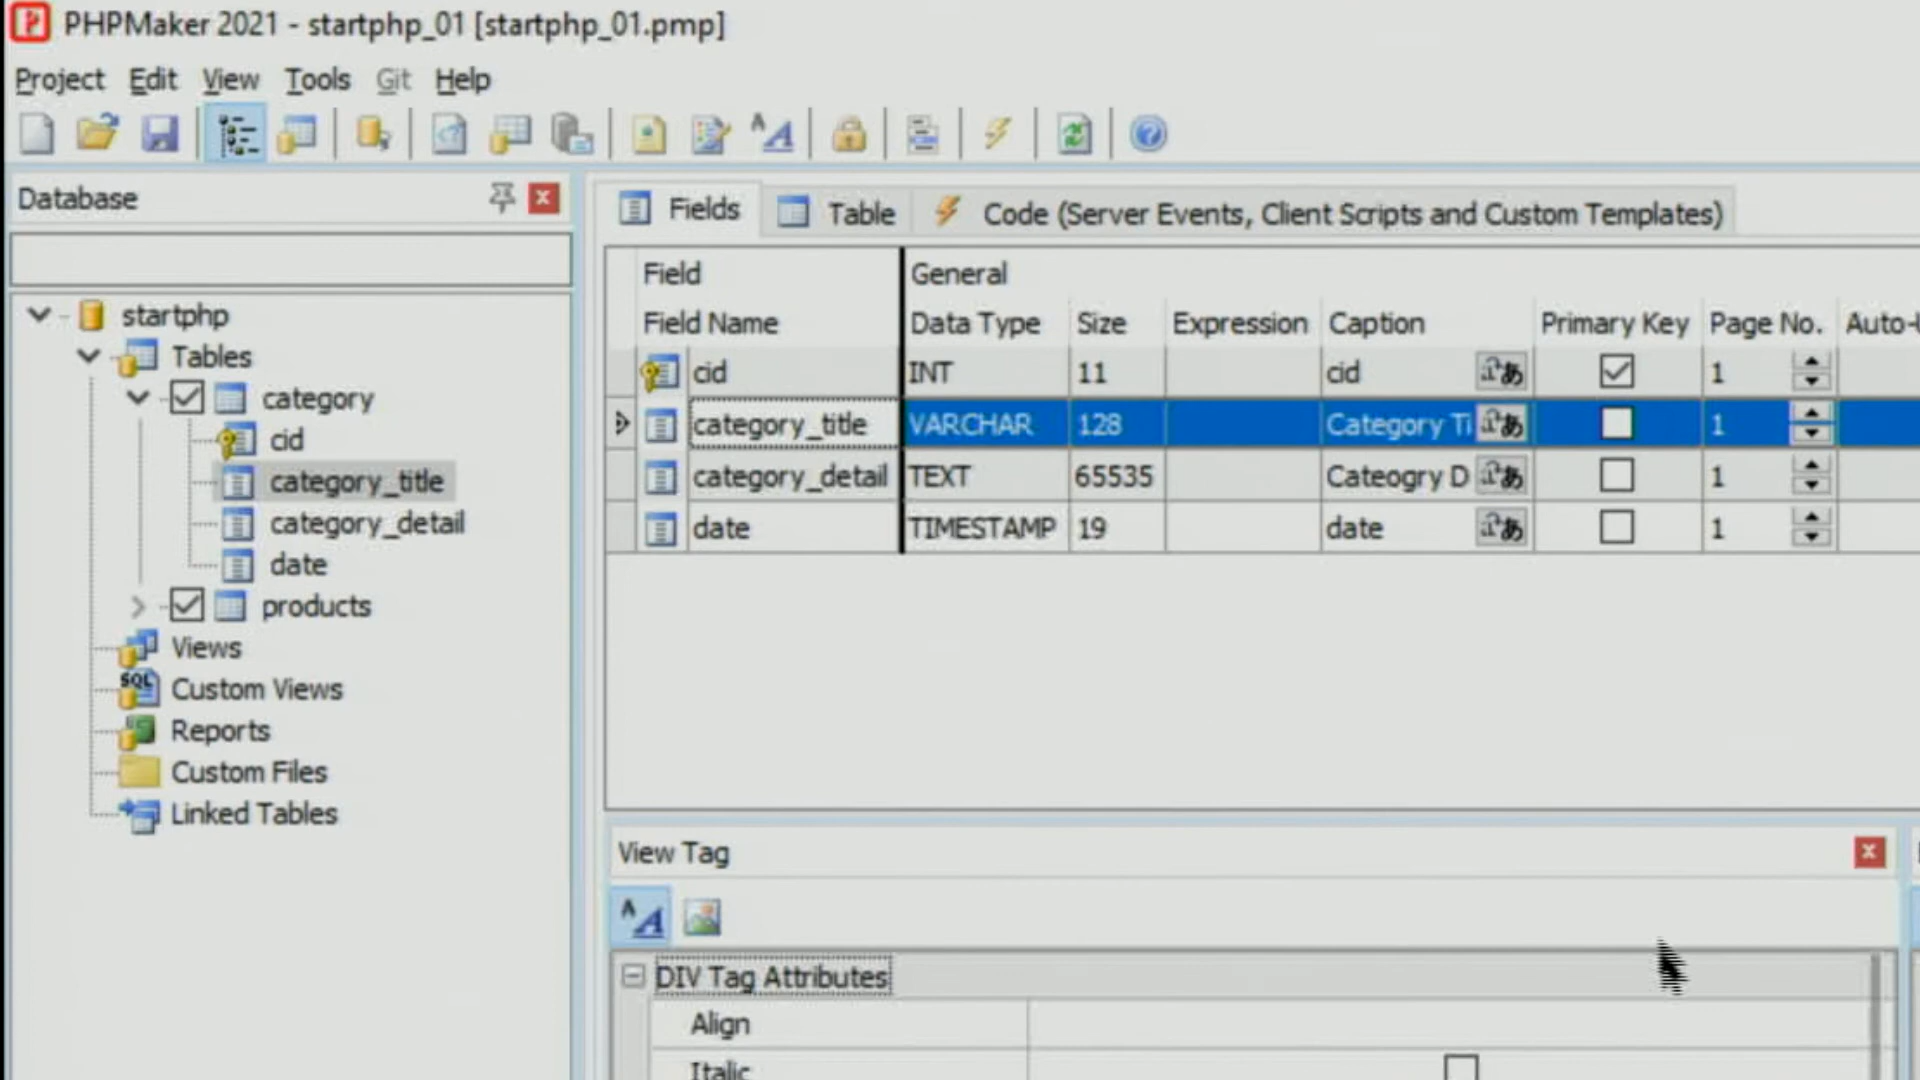 PHPMaker 2021 - startphp_01 [startphp_01.pmp]
Project Edit View Tools Git Help
Database
Fields Table Code (Server Events, Client Scripts and Custom Templates)
startphp
Tables
category
cid
category_title
category_detail
date
products
Views
SQL Custom Views
Reports
Custom Files
Linked Tables
Field General
Field Name Data Type Size Expression Caption Primary Key Page No.
cid INT 11 cid 1
category_title VARCHAR 128 Category Ti 1
category_detail TEXT 65535 Cateogry D 1
date TIMESTAMP 19 date 1
View Tag
DIV Tag Attributes
Align
Italic